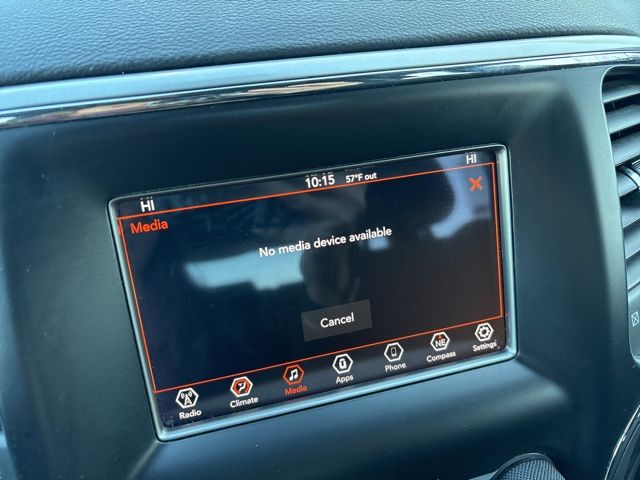 HI 10:15 57°F out HI
Media
No media device available
Cancel
Radio Climate Media Apps Phone Compass Settings
NE